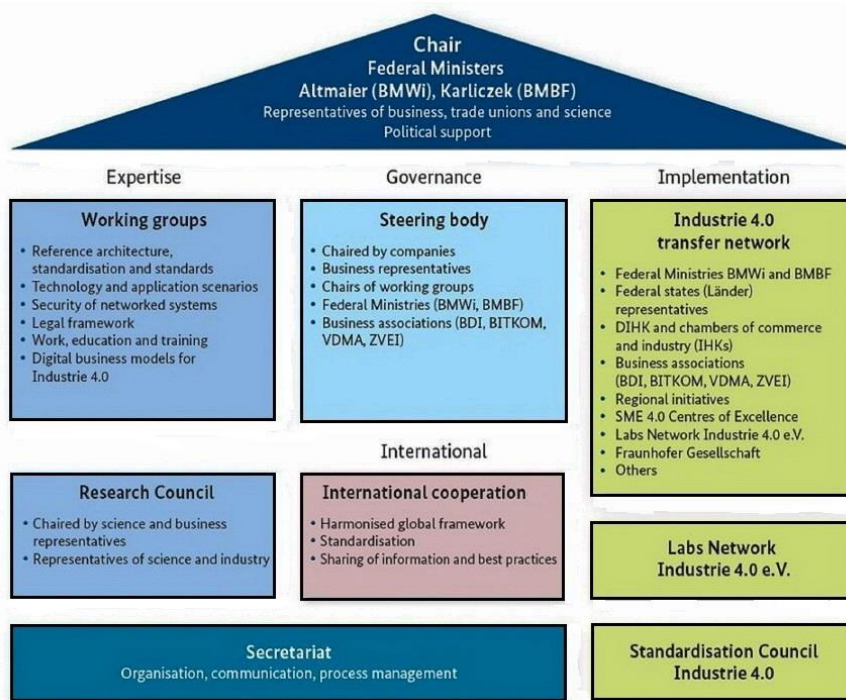 Chair
Federal Ministers
Altmaier (BMWi), Karliczek (BMBF)
Representatives of business, trade unions and science
Political support
Expertise
Working groups
• Reference architecture,
standardisation and standards
• Technology and application scenarios
• Security of networked systems
• Legal framework
• Work, education and training
• Digital business models for
Industrie 4.0
Governance
Steering body
• Chaired by companies
• Business representatives
• Chairs of working groups
• Federal Ministries (BMWi, BMBF)
• Business associations (BDI, BITKOM,
VDMA, ZVEI)
Implementation
Industrie 4.0
transfer network
• Federal Ministries BMWi and BMBF
• Federal states (Länder)
representatives
• DIHK and chambers of commerce
and industry (IHKs)
• Business associations
(BDI, BITKOM, VDMA, ZVEI)
• Regional initiatives
• SME 4.0 Centres of Excellence
• Labs Network Industrie 4.0 e.V.
• Fraunhofer Gesellschaft
• Others
Research Council
• Chaired by science and business
representatives
• Representatives of science and industry
International
International cooperation
• Harmonised global framework
• Standardisation
• Sharing of information and best practices
Labs Network
Industrie 4.0 e.V.
Secretariat
Organisation, communication, process management
Standardisation Council
Industrie 4.0